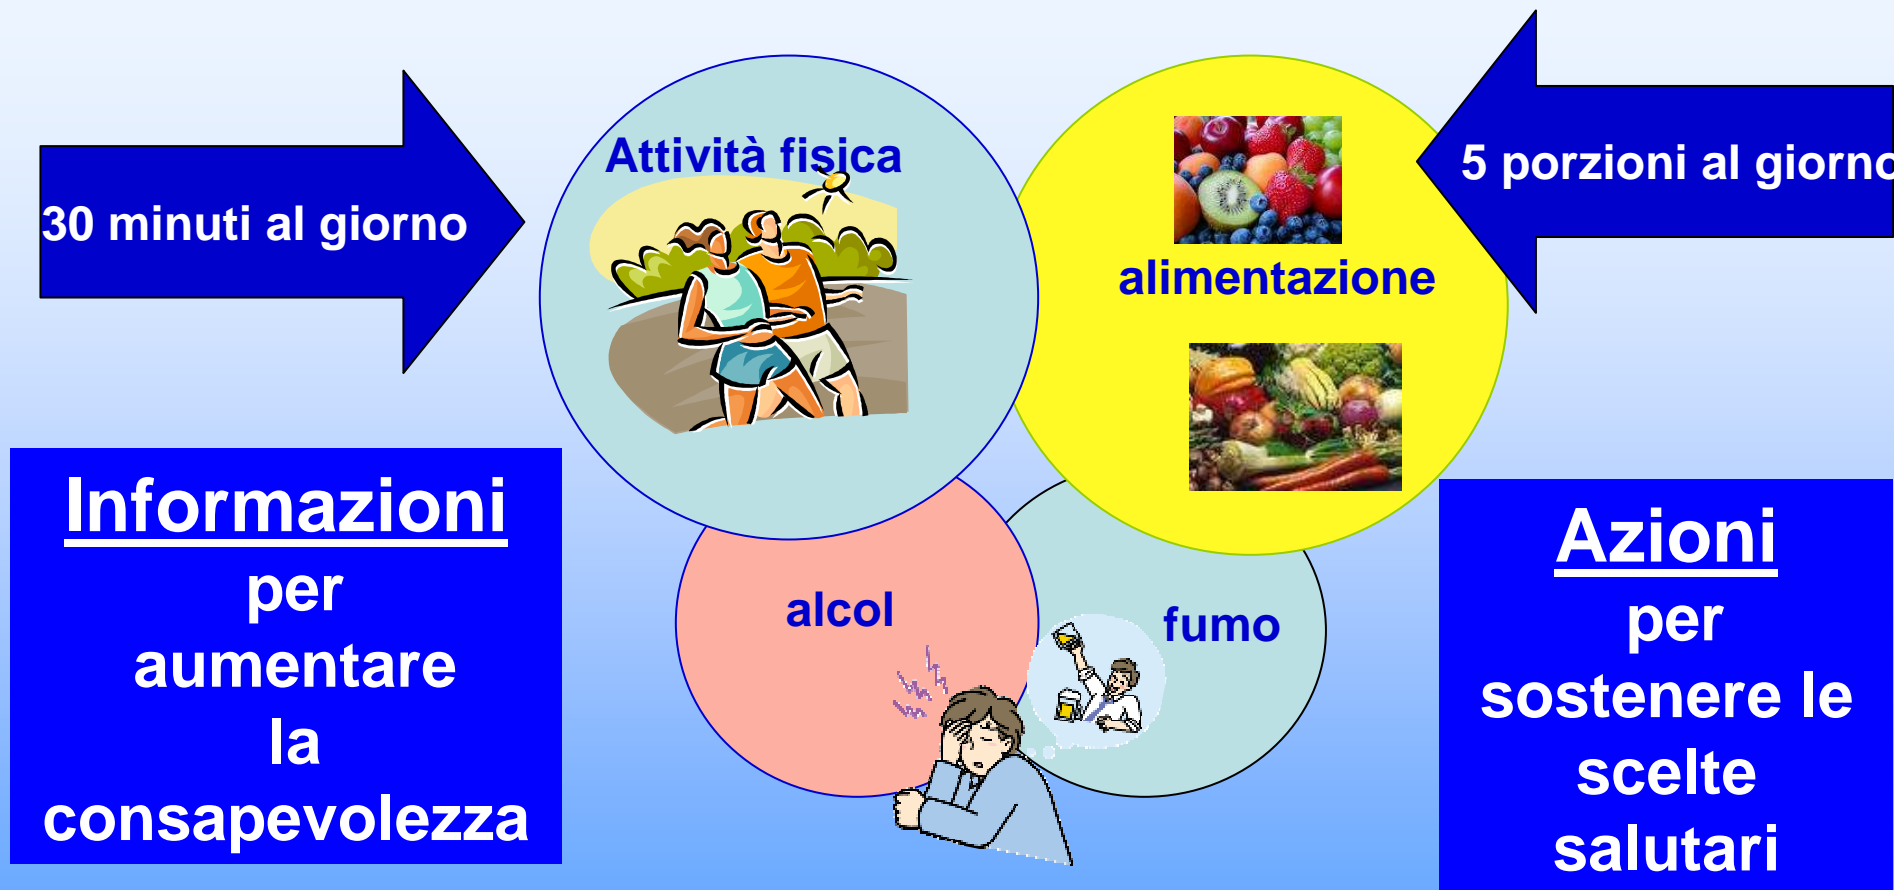 30 minuti al giorno
Attività fisica
alimentazione
5 porzioni al giorno
alcol
fumo
Informazioni
per
aumentare
la
consapevolezza
Azioni
per
sostenere le
scelte
salutari